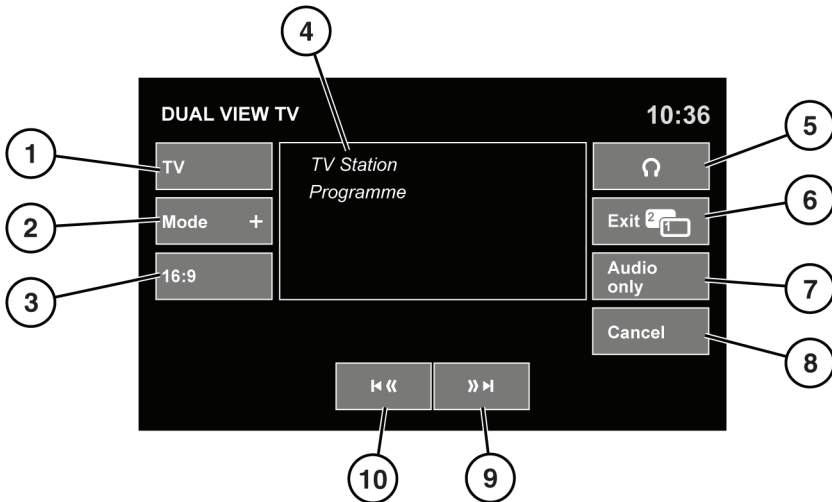 4
DUAL VIEW TV
10:36
1
TV
TV Station
Programme
5
2
Mode +
Exit 2 1
6
3
16:9
Audio
only
7
Cancel
8
10
9